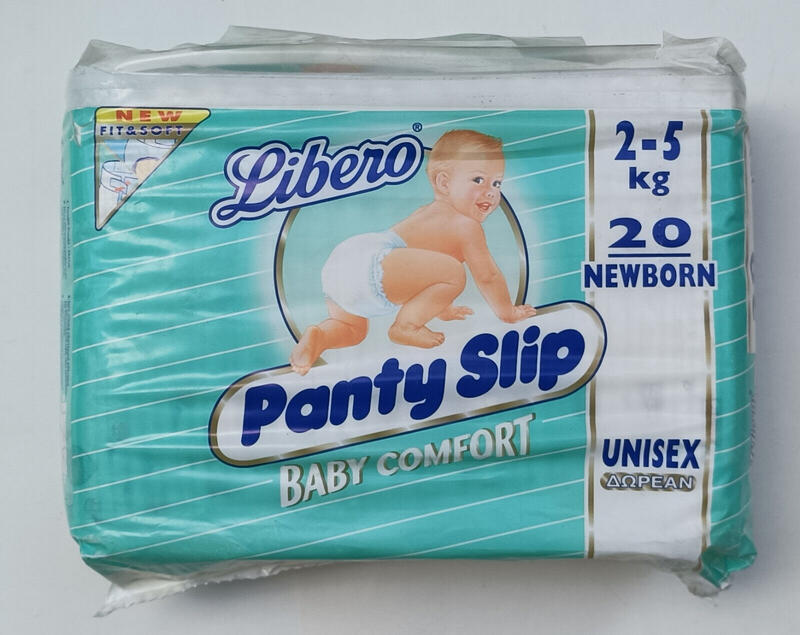 NEW
FIT&SOFT
Libero®
2-5
kg
20
NEWBORN
Panty Slip
BABY COMFORT
UNISEX
ΔΩΡΕΑΝ